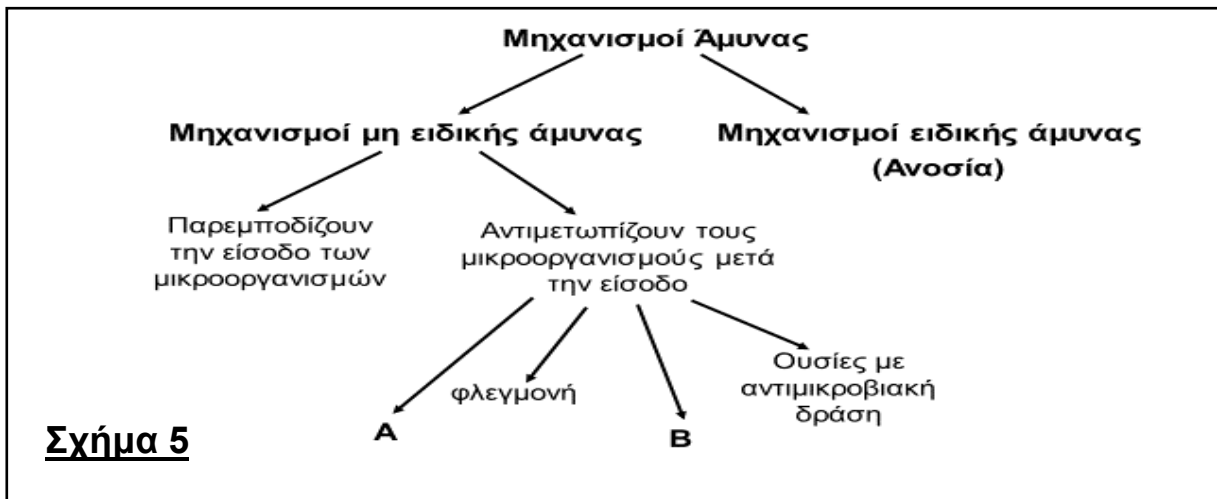 Μηχανισμοί Άμυνας
Μηχανισμοί μη ειδικής άμυνας
Μηχανισμοί ειδικής άμυνας
(Ανοσία)
Παρεμποδίζουν
την είσοδο των
μικροοργανισμών
Αντιμετωπίζουν τους
μικροοργανισμούς μετά
την είσοδο
Α
φλεγμονή
Β
Ουσίες με
αντιμικροβιακή
δράση
Σχήμα 5